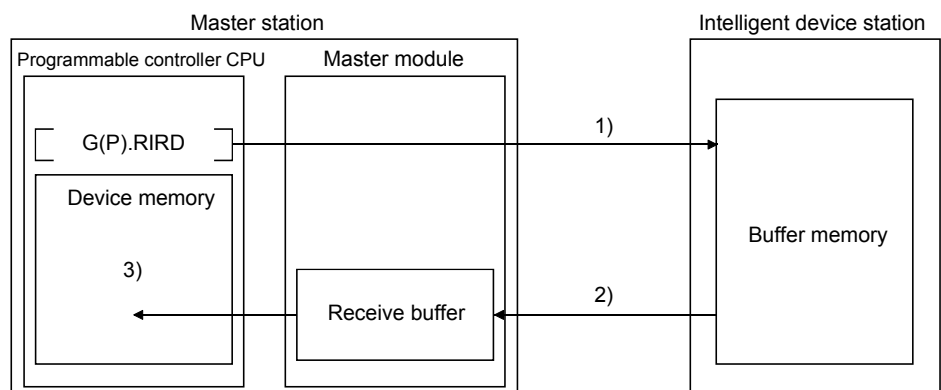 Master station
Intelligent device station
Programmable controller CPU
Master module
G(P).RIRD
1)
Device memory
Buffer memory
3)
2)
Receive buffer